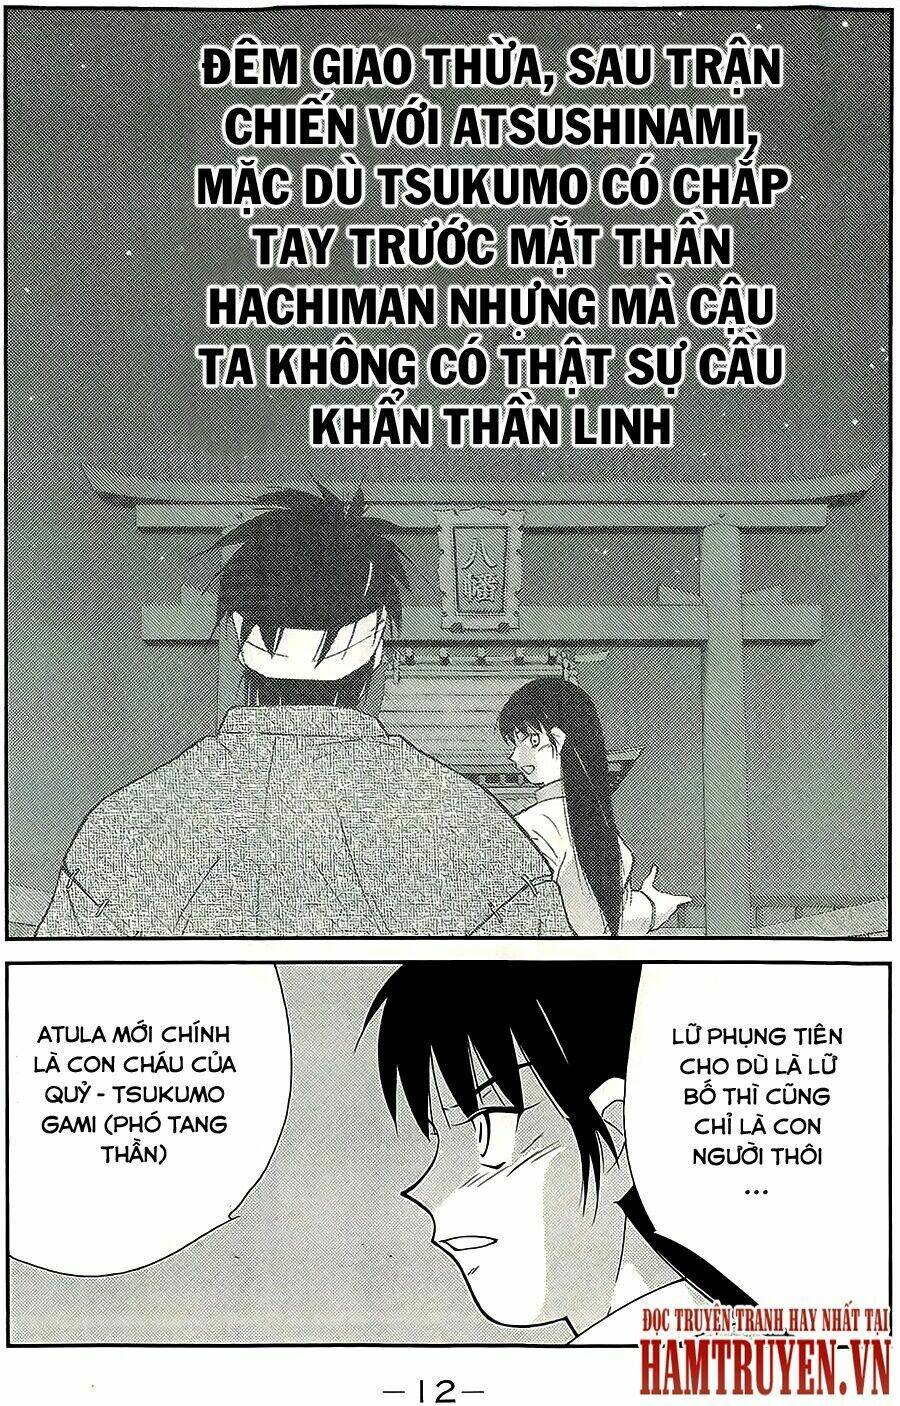 ĐÊM GIAO THỪA, SAU TRẬN
CHIẾN VỚI ATSUSHINAMI,
MẶC DÙ TSUKUMO CÓ CHẮP
TAY TRƯỚC MẶT THẦN
HACHIMAN NHỰNG MÀ CẬU
TA KHÔNG CÓ THẬT SỰ CẦU
KHẨN THẦN LINH
八幡
LỮ PHỤNG TIÊN
CHO DÙ LÀ LỮ
BỐ THÌ CŨNG
CHỈ LÀ CON
NGƯỜI THÔI
...
ATULA MỚI CHÍNH
LÀ CON CHÁU CỦA
QUỶ - TSUKUMO
GAMI (PHÓ TANG
THẦN)
ĐỌC TRUYỆN TRANH HAY NHẤT TẠI
HAMTRUYEN.VN
-12-